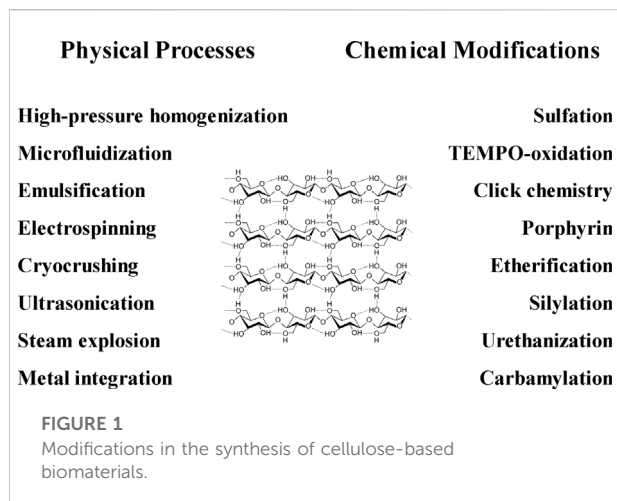 Physical Processes
Chemical Modifications
High-pressure homogenization
Sulfation
Microfluidization
TEMPO-oxidation
Emulsification
Click chemistry
Electrospinning
Porphyrin
Cryocrushing
Etherification
Ultrasonication
Silylation
Steam explosion
Urethanization
Metal integration
Carbamylation
FIGURE 1
Modifications in the synthesis of cellulose-based
biomaterials.